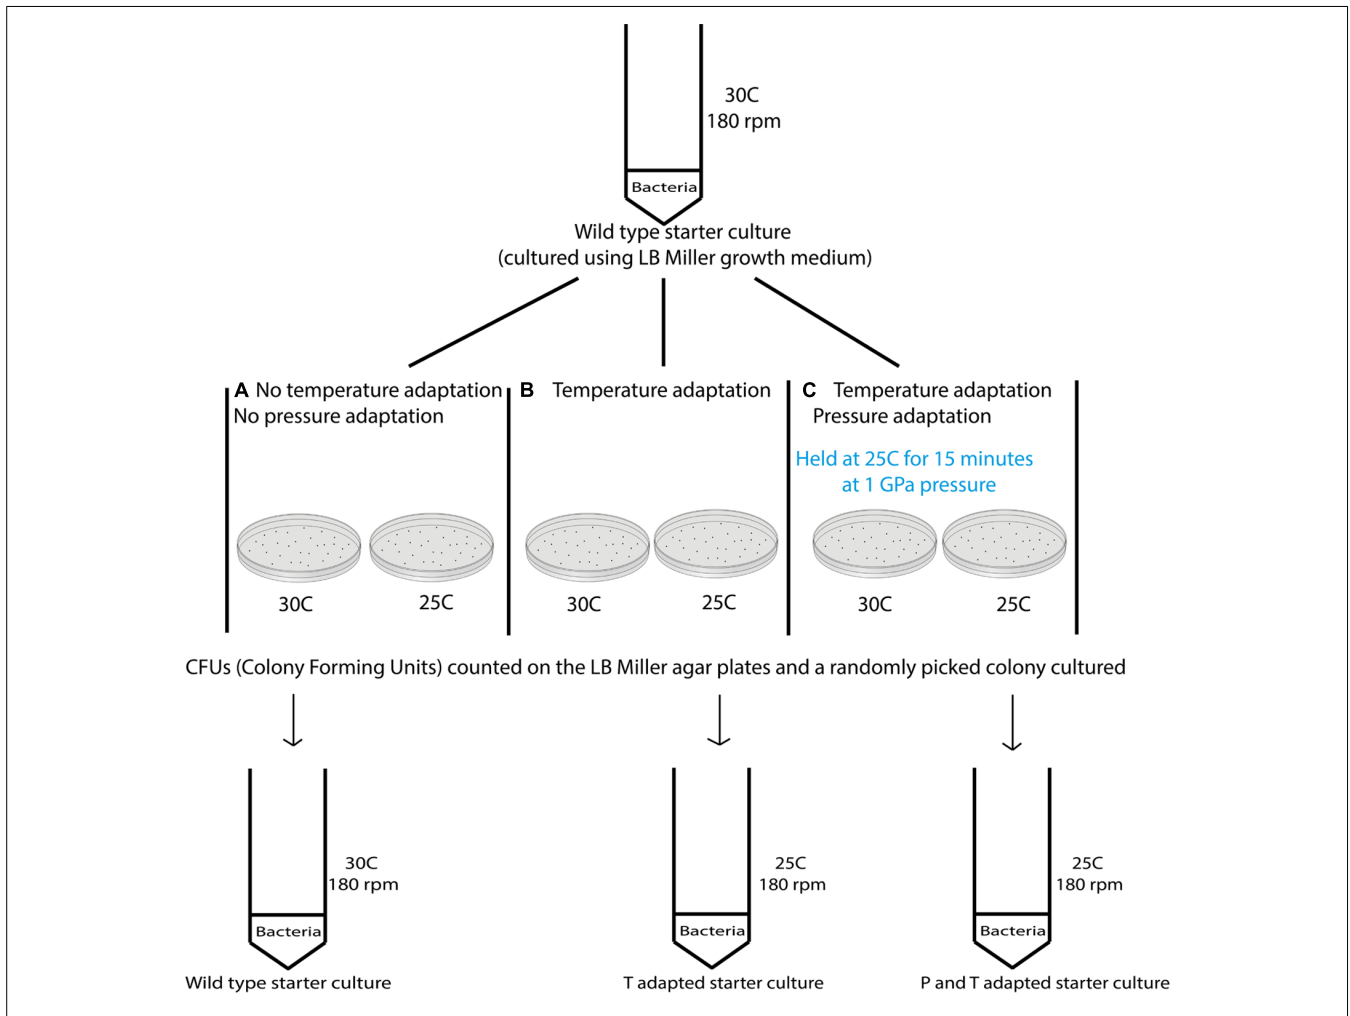 30C
180 rpm
Bacteria
Wild type starter culture
(cultured using LB Miller growth medium)
A No temperature adaptation
No pressure adaptation
B Temperature adaptation
C Temperature adaptation
Pressure adaptation
Held at 25C for 15 minutes
at 1 GPa pressure
30C
25C
30C
25C
30C
25C
CFUs (Colony Forming Units) counted on the LB Miller agar plates and a randomly picked colony cultured
30C
180 rpm
Bacteria
Wild type starter culture
25C
180 rpm
Bacteria
T adapted starter culture
25C
180 rpm
Bacteria
P and T adapted starter culture